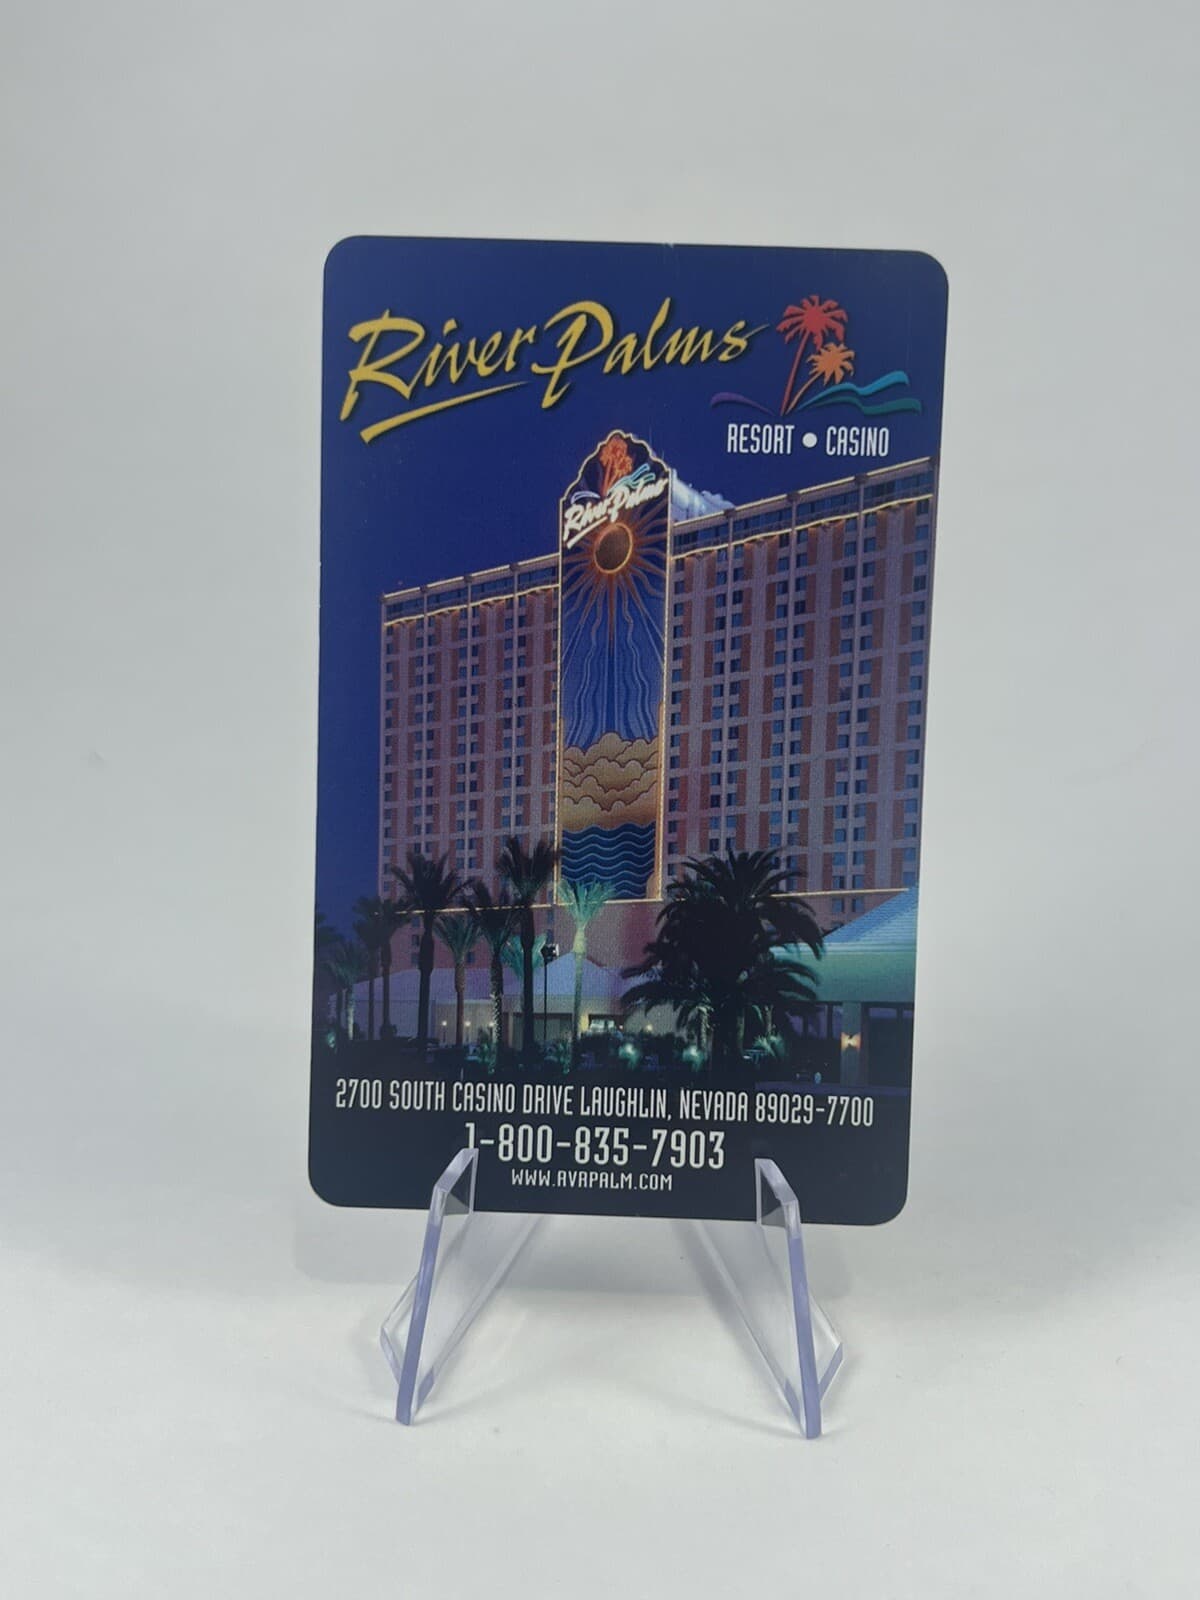 River Palms
RESORT • CASINO
River Palms
2700 SOUTH CASINO DRIVE LAUGHLIN, NEVADA 89029-7700
1-800-835-7903
WWW.RVRPALM.COM